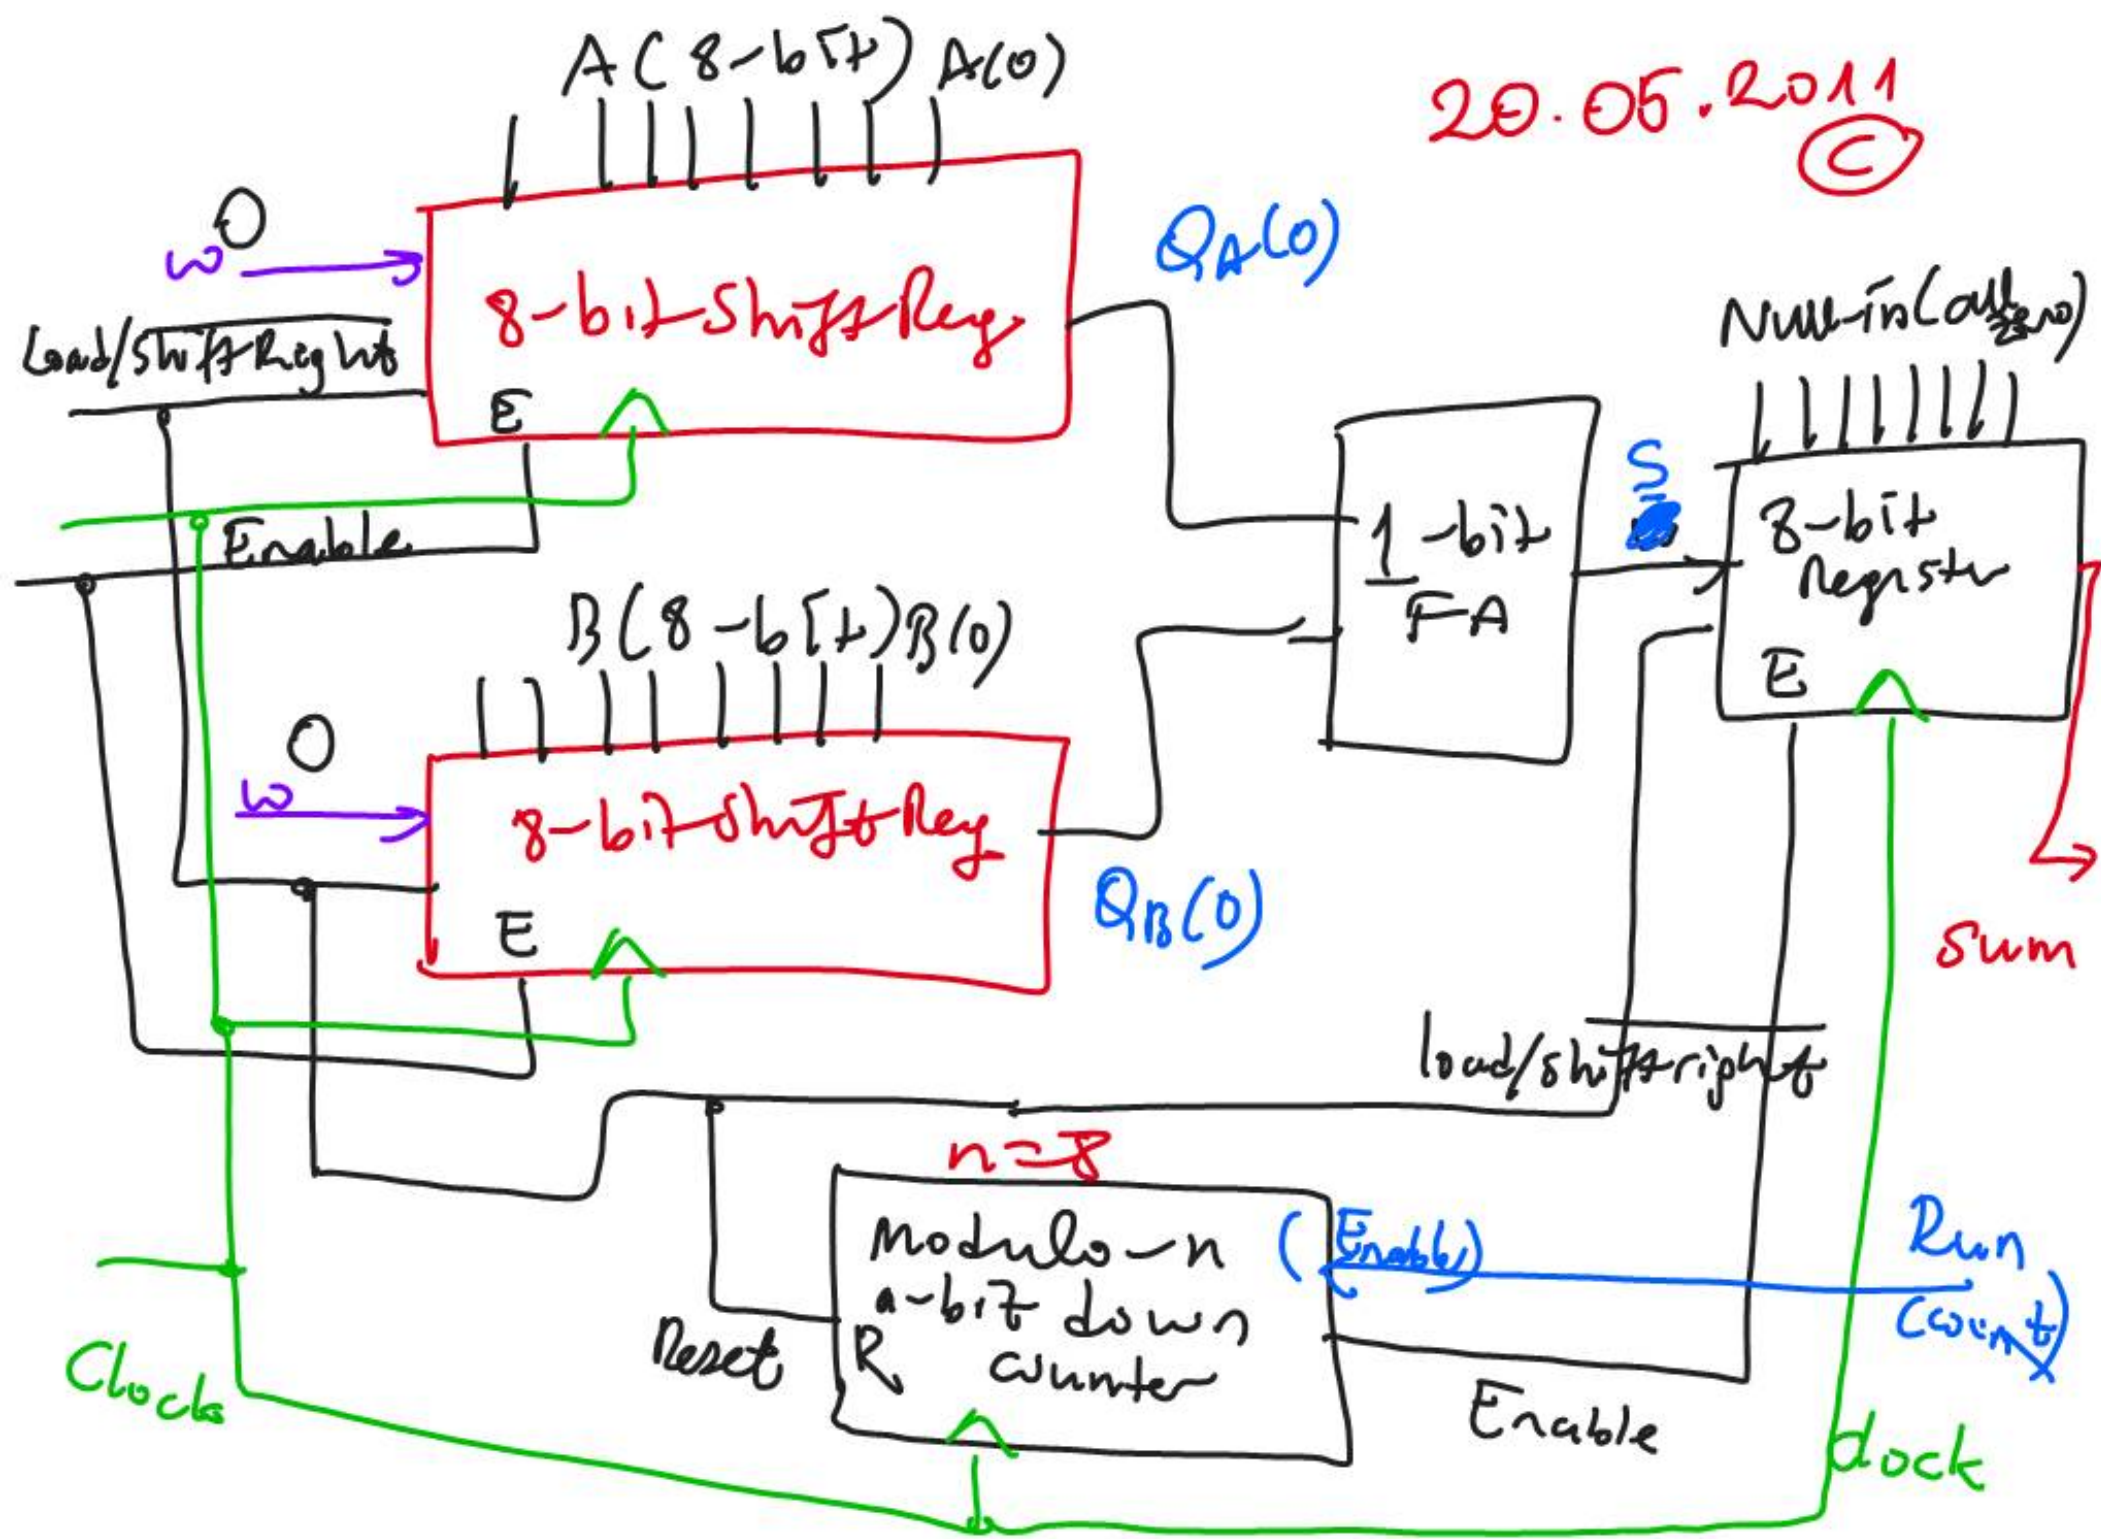 A(8-bit) A(0)
20.05.2011
©
0
w
QA(0)
8-bit-Shift Reg
Null-in(all zero)
Load/ShiftRight
E
Enable
S
1-bit
FA
8-bit
Register
E
B(8-bit)B(0)
0
w
8-bit-Shift Reg
E
QB(0)
Sum
load/shift right
n=8
Modulo-n
a-bit down
counter
(Enable)
Run
(count)
Reset
R
Enable
Clock
clock